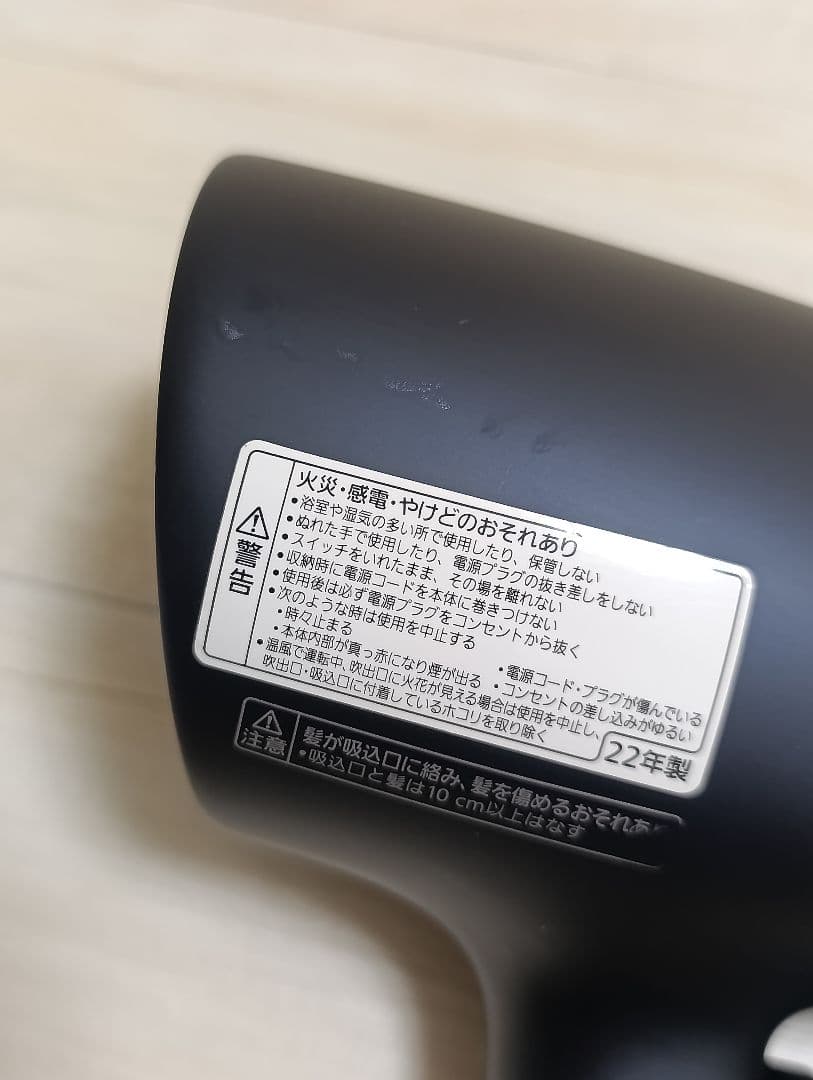 警告
火災・感電・やけどのおそれあり
•浴室や湿気の多い所で使用したり、保管しない
•ぬれた手で使用したり、電源プラグの抜き差しをしない
•スイッチをいれたまま、その場を離れない
•収納時に電源コードを本体に巻きつけない
•使用後は必ず電源プラグをコンセントから抜く
•次のような時は使用を中止する
・時々止まる
・電源コード・プラグが傷んでいる
・本体内部が真っ赤になり煙が出る
・コンセントの差し込みがゆるい
•温風で運転中、吹出口に火花が見える場合は使用を中止し、
吹出口・吸込口に付着しているホコリを取り除く
22年製
注意
髪が吸込口に絡み、髪を傷めるおそれあり
•吸込口と髪は10 cm以上はなす